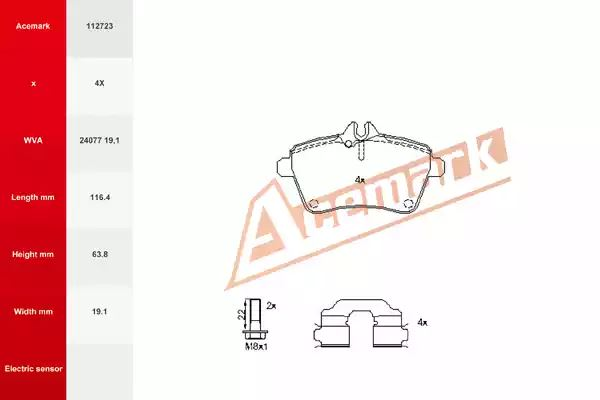 Acemark 112723
x 4X
WVA 24077 19,1
Length mm 116.4
Height mm 63.8
Width mm 19.1
Electric sensor
4x
Acemark
22
2x
M8x1
4x